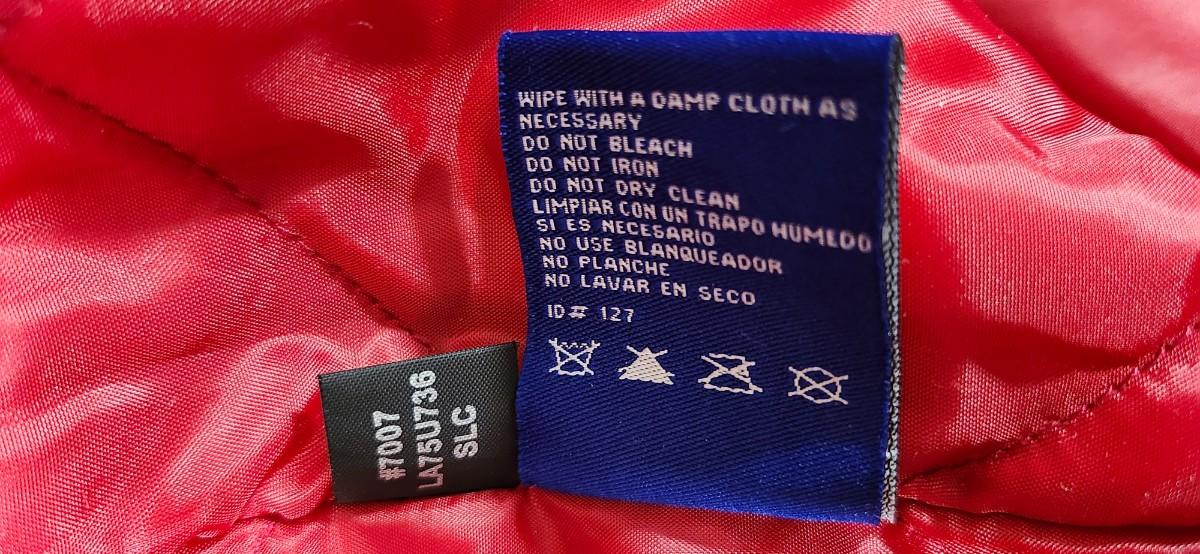 WIPE WITH A DAMP CLOTH AS
NECESSARY
DO NOT BLEACH
DO NOT IRON
DO NOT DRY CLEAN
LIMPIAR CON UN TRAPO HUMEDO
SI ES NECESARIO
NO USE BLANQUEADOR
NO PLANCHE
NO LAVAR EN SECO
ID# 127
#7007
LA75U736
SLC